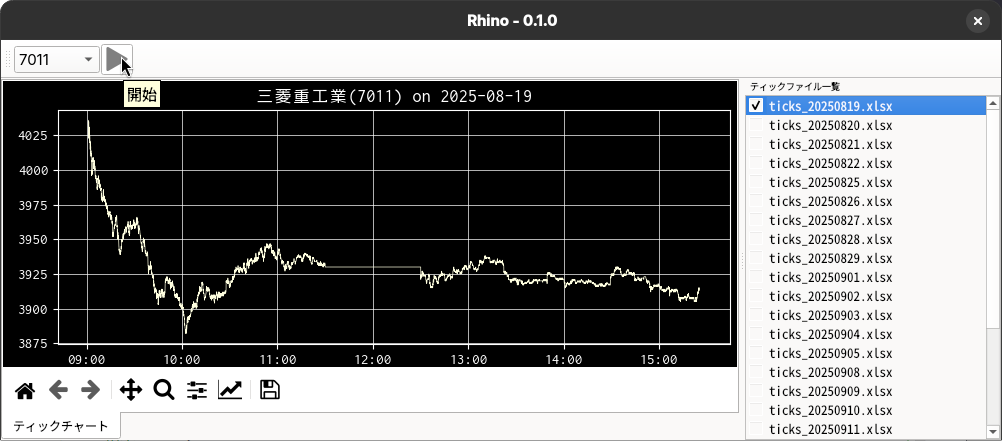 Rhino - 0.1.0
7011
開始
三菱重工業(7011) on 2025-08-19
4025
4000
3975
3950
3925
3900
3875
09:00 10:00 11:00 12:00 13:00 14:00 15:00
ティックチャート
ティックファイル一覧
ticks_20250819.xlsx
ticks_20250820.xlsx
ticks_20250821.xlsx
ticks_20250822.xlsx
ticks_20250825.xlsx
ticks_20250826.xlsx
ticks_20250827.xlsx
ticks_20250828.xlsx
ticks_20250829.xlsx
ticks_20250901.xlsx
ticks_20250902.xlsx
ticks_20250903.xlsx
ticks_20250904.xlsx
ticks_20250905.xlsx
ticks_20250908.xlsx
ticks_20250909.xlsx
ticks_20250910.xlsx
ticks_20250911.xlsx